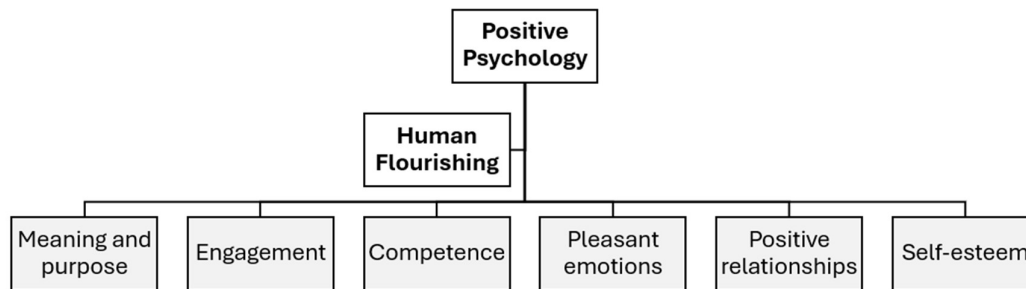 Positive
Psychology
Human
Flourishing
Meaning and
purpose
Engagement
Competence
Pleasant
emotions
Positive
relationships
Self-esteem